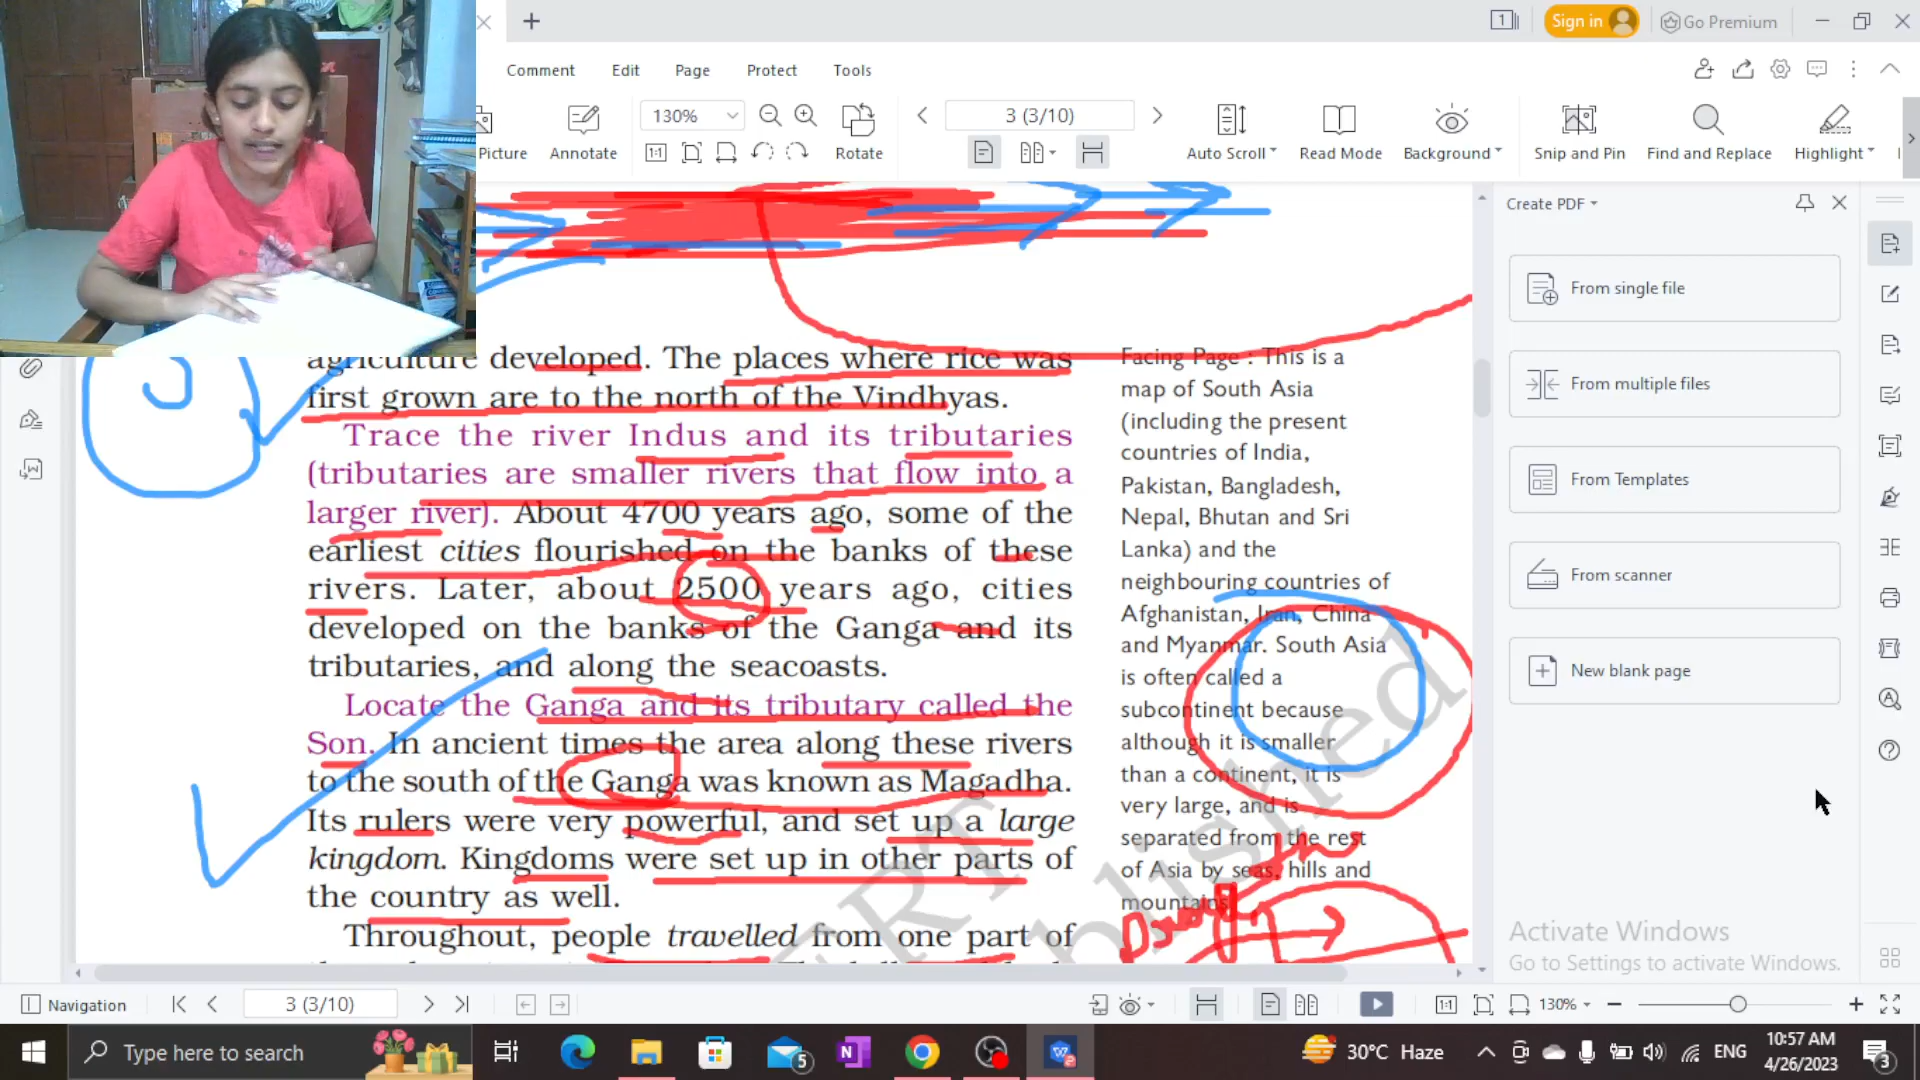 1
Sign in
Go Premium
Comment
Edit
Page
Protect
Tools
Picture
Annotate
130%
1:1
Rotate
3 (3/10)
Auto Scroll
Read Mode
Background
Snip and Pin
Find and Replace
Highlight
Create PDF
From single file
From multiple files
From Templates
From scanner
New blank page
agriculture developed. The places where rice was
first grown are to the north of the Vindhyas.
Trace the river Indus and its tributaries
(tributaries are smaller rivers that flow into a
larger river). About 4700 years ago, some of the
earliest cities flourished on the banks of these
rivers. Later, about 2500 years ago, cities
developed on the banks of the Ganga and its
tributaries, and along the seacoasts.
Locate the Ganga and its tributary called the
Son. In ancient times the area along these rivers
to the south of the Ganga was known as Magadha.
Its rulers were very powerful, and set up a large
kingdom. Kingdoms were set up in other parts of
the country as well.
Throughout, people travelled from one part of
Facing Page : This is a
map of South Asia
(including the present
countries of India,
Pakistan, Bangladesh,
Nepal, Bhutan and Sri
Lanka) and the
neighbouring countries of
Afghanistan, Iran, China
and Myanmar. South Asia
is often called a
subcontinent because
although it is smaller
than a continent, it is
very large, and is
separated from the rest
of Asia by seas, hills and
mountains.
blished
Activate Windows
Go to Settings to activate Windows.
Navigation
3 (3/10)
1:1
130%
Type here to search
5
30°C Haze
ENG
10:57 AM
4/26/2023
3